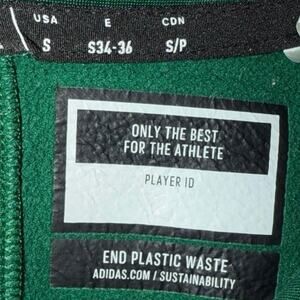 USA E CDN
S S34-36 S/P
ONLY THE BEST
FOR THE ATHLETE
PLAYER ID
END PLASTIC WASTE
ADIDAS.COM / SUSTAINABILITY